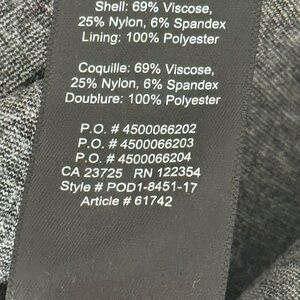 Shell: 69% Viscose,
25% Nylon, 6% Spandex
Lining: 100% Polyester
Coquille: 69% Viscose,
25% Nylon, 6% Spandex
Doublure: 100% Polyester
P.O. # 4500066202
P.O. # 4500066203
P.O. # 4500066204
CA 23725 RN 122354
Style # POD1-8451-17
Article # 61742